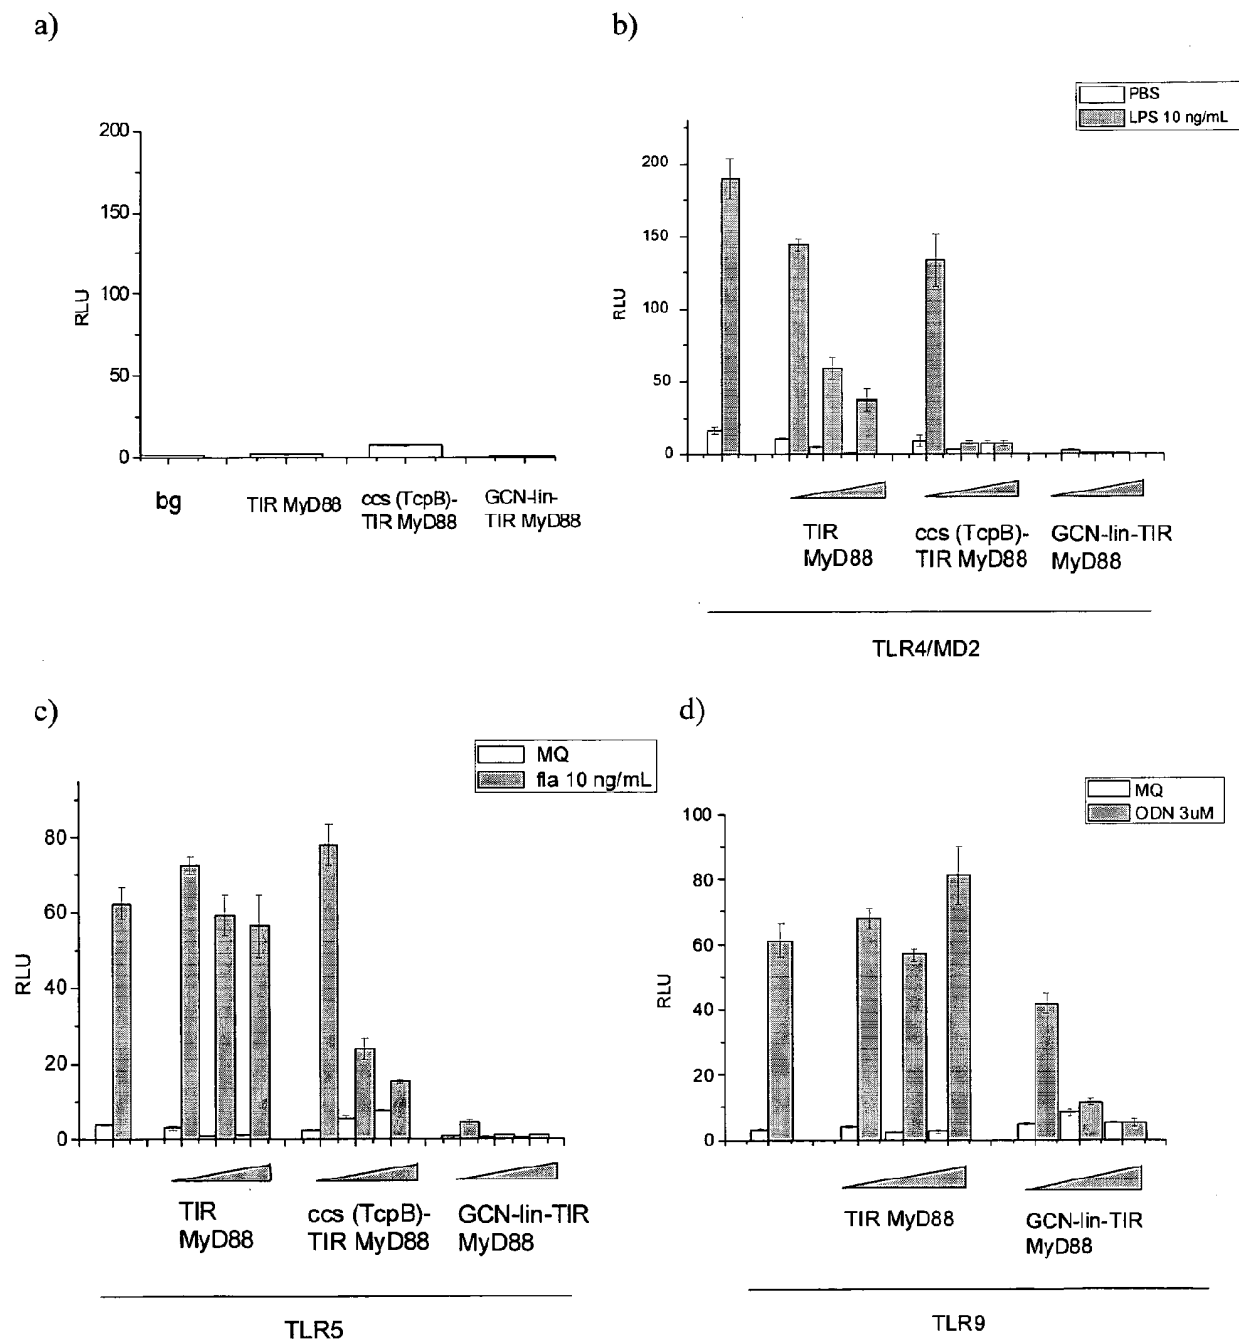 a)
200
150
100
50
0
RLU
bg
TIR MyD88
ccs (TcpB)-
TIR MyD88
GCN-lin-
TIR MyD88
b)
PBS
LPS 10 ng/mL
200
150
100
50
0
RLU
TIR
MyD88
ccs (TcpB)-
TIR MyD88
GCN-lin-TIR
MyD88
TLR4/MD2
c)
MQ
fla 10 ng/mL
80
60
40
20
0
RLU
TIR
MyD88
ccs (TcpB)-
TIR MyD88
GCN-lin-TIR
MyD88
TLR5
d)
MQ
ODN 3uM
100
80
60
40
20
0
RLU
TIR MyD88
GCN-lin-TIR
MyD88
TLR9